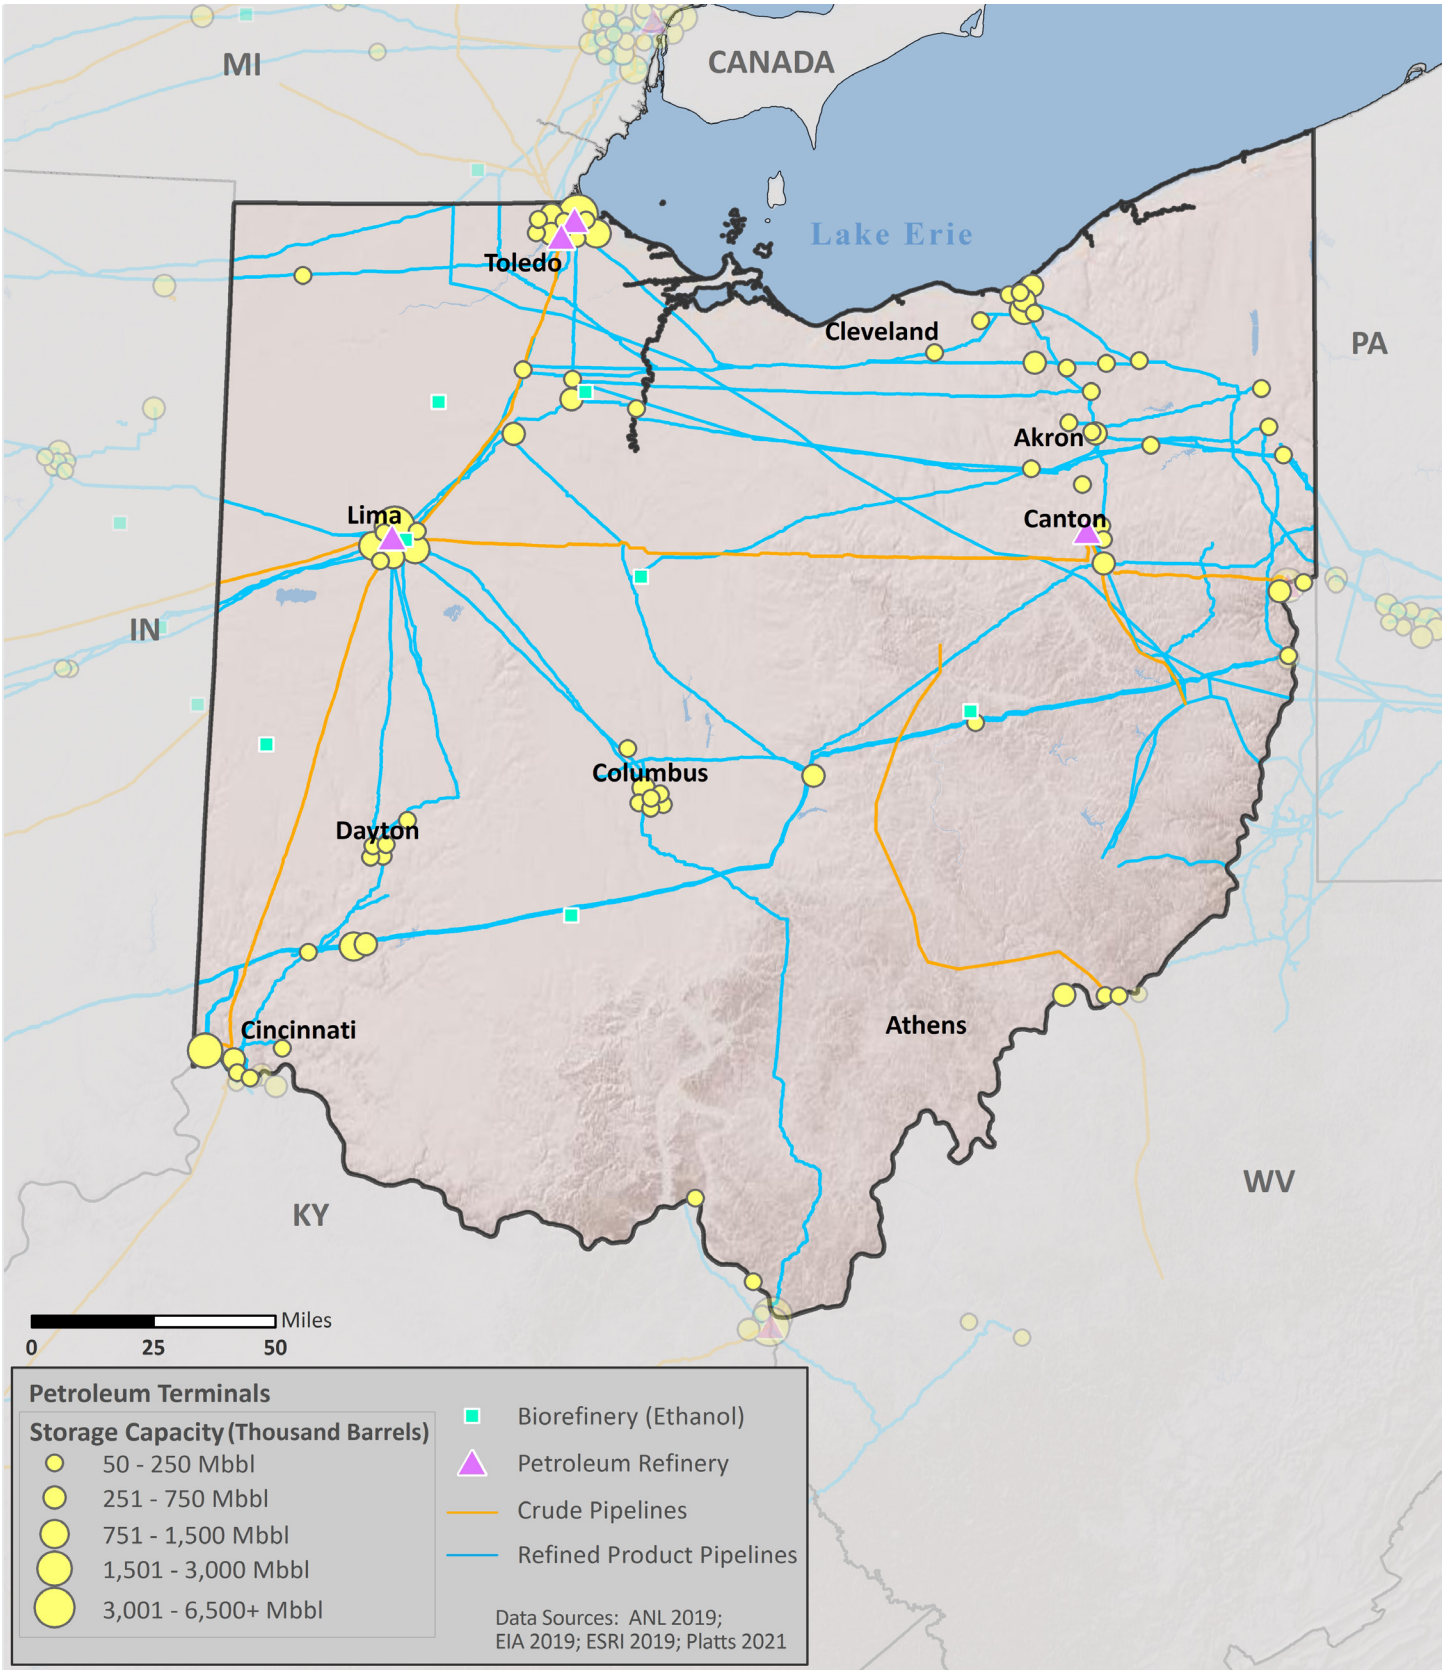 MI
CANADA
Lake Erie
Toledo
Cleveland
PA
Akron
Lima
Canton
IN
Columbus
Dayton
Athens
Cincinnati
WV
KY
Miles
0 25 50
Petroleum Terminals
Storage Capacity (Thousand Barrels)
50 - 250 Mbbl
251 - 750 Mbbl
751 - 1,500 Mbbl
1,501 - 3,000 Mbbl
3,001 - 6,500+ Mbbl
Biorefinery (Ethanol)
Petroleum Refinery
Crude Pipelines
Refined Product Pipelines
Data Sources: ANL 2019;
EIA 2019; ESRI 2019; Platts 2021